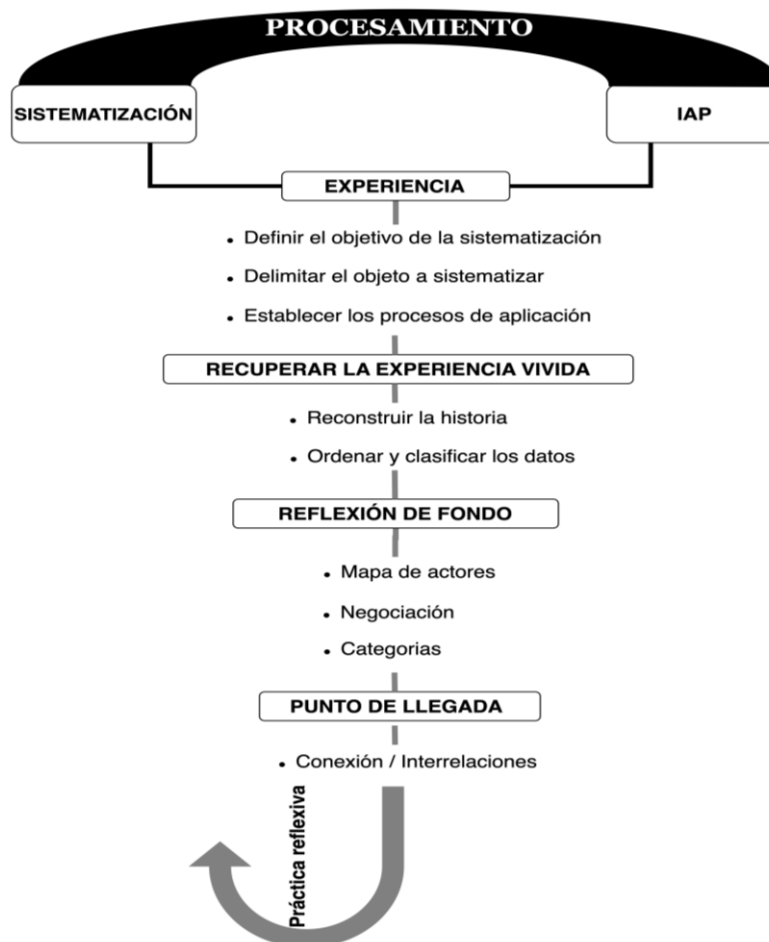 PROCESAMIENTO
SISTEMATIZACIÓN
IAP
EXPERIENCIA
• Definir el objetivo de la sistematización
• Delimitar el objeto a sistematizar
• Establecer los procesos de aplicación
RECUPERAR LA EXPERIENCIA VIVIDA
• Reconstruir la historia
• Ordenar y clasificar los datos
REFLEXIÓN DE FONDO
• Mapa de actores
• Negociación
• Categorias
PUNTO DE LLEGADA
• Conexión / Interrelaciones
Práctica reflexiva